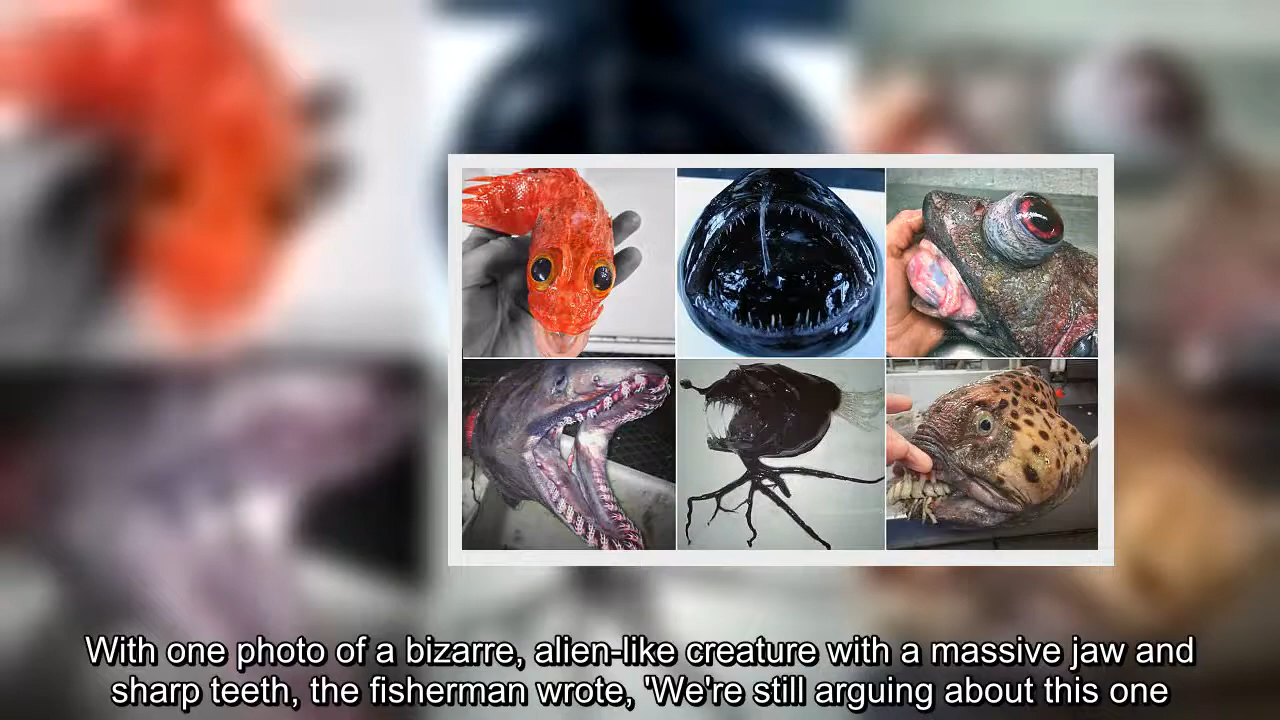 With one photo of a bizarre, alien-like creature with a massive jaw and
sharp teeth, the fisherman wrote, 'We're still arguing about this one